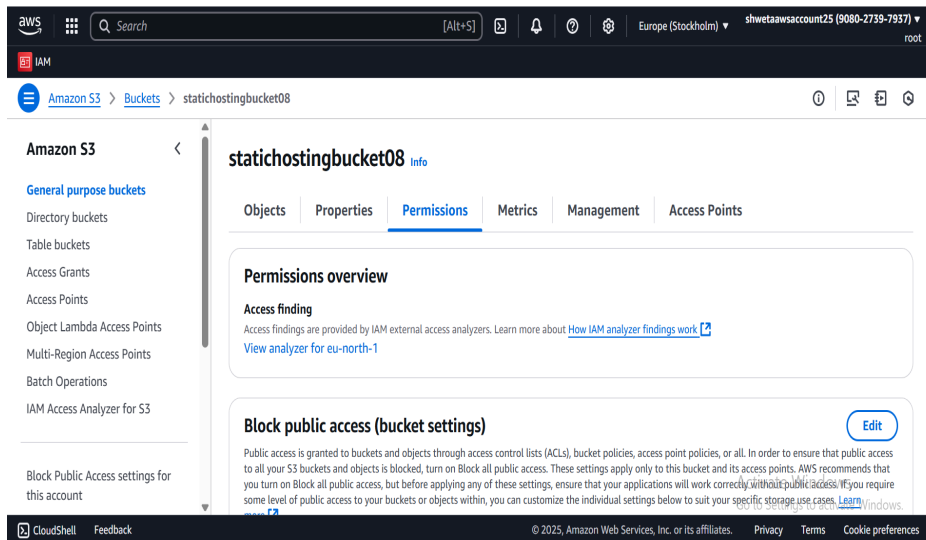 aws
Search
[Alt+S]
Europe (Stockholm) ▼
shwetaawsaccount25 (9080-2739-7937) ▼
root
IAM
Amazon S3 > Buckets > statichostingbucket08
Amazon S3
General purpose buckets
Directory buckets
Table buckets
Access Grants
Access Points
Object Lambda Access Points
Multi-Region Access Points
Batch Operations
IAM Access Analyzer for S3
Block Public Access settings for
this account
statichostingbucket08 Info
Objects Properties Permissions Metrics Management Access Points
Permissions overview
Access finding
Access findings are provided by IAM external access analyzers. Learn more about How IAM analyzer findings work
View analyzer for eu-north-1
Block public access (bucket settings)
Edit
Public access is granted to buckets and objects through access control lists (ACLs), bucket policies, access point policies, or all. In order to ensure that public access
to all your S3 buckets and objects is blocked, turn on Block all public access. These settings apply only to this bucket and its access points. AWS recommends that
you turn on Block all public access, but before applying any of these settings, ensure that your applications will work correctly without public access. If you require
some level of public access to your buckets or objects within, you can customize the individual settings below to suit your specific storage use cases. Learn
more
Activate Windows
Go to Settings to activate Windows.
CloudShell Feedback
© 2025, Amazon Web Services, Inc. or its affiliates. Privacy Terms Cookie preferences